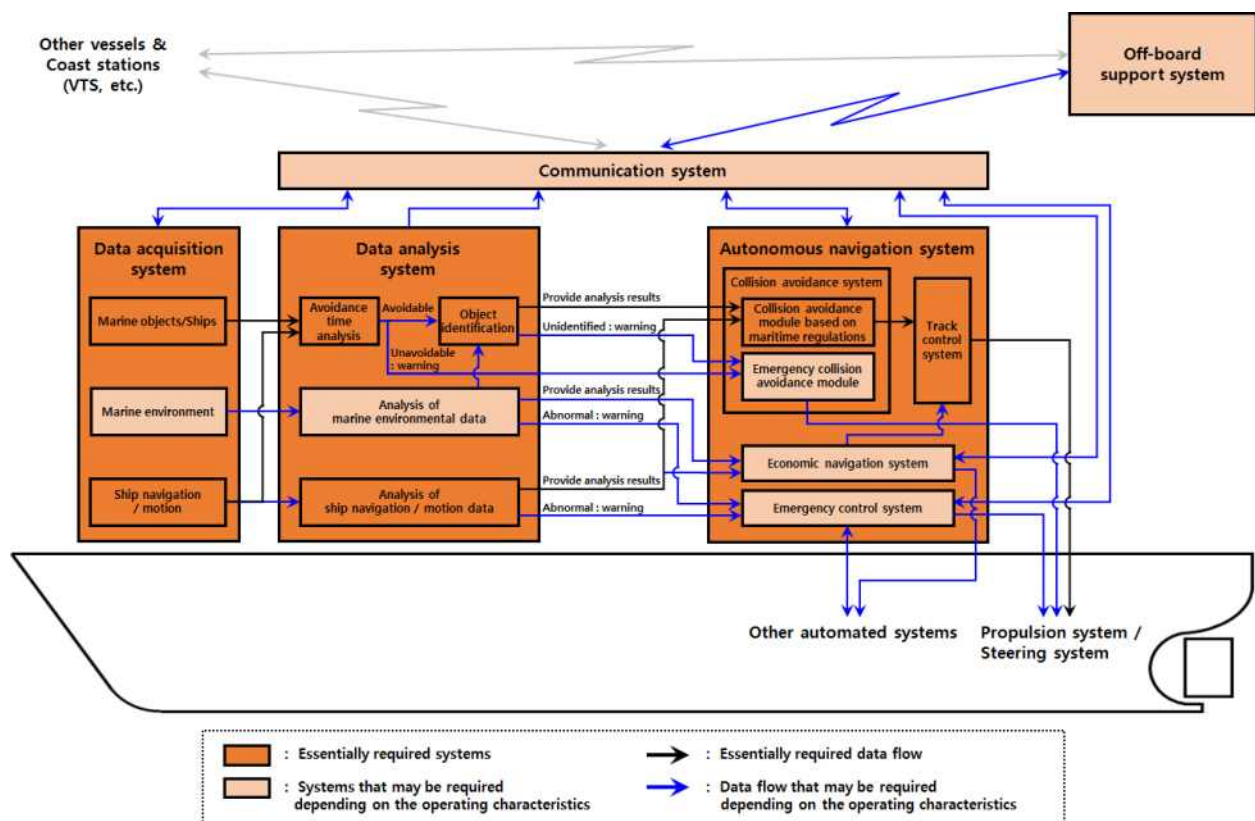 Other vessels &
Coast stations
(VTS, etc.)
Off-board
support system
Communication system
Data acquisition
system
Data analysis
system
Autonomous navigation system
Collision avoidance system
Marine objects/Ships
Avoidance
time
analysis
Avoidable
Object
identification
Provide analysis results
Collision avoidance
module based on
maritime regulations
Track
control
system
Unidentified : warning
Unavoidable
: warning
Emergency collision
avoidance module
Marine environment
Analysis of
marine environmental data
Provide analysis results
Abnormal : warning
Economic navigation system
Provide analysis results
Ship navigation
/ motion
Analysis of
ship navigation / motion data
Abnormal : warning
Emergency control system
Other automated systems
Propulsion system /
Steering system
: Essentially required systems
: Essentially required data flow
: Systems that may be required
depending on the operating characteristics
: Data flow that may be required
depending on the operating characteristics